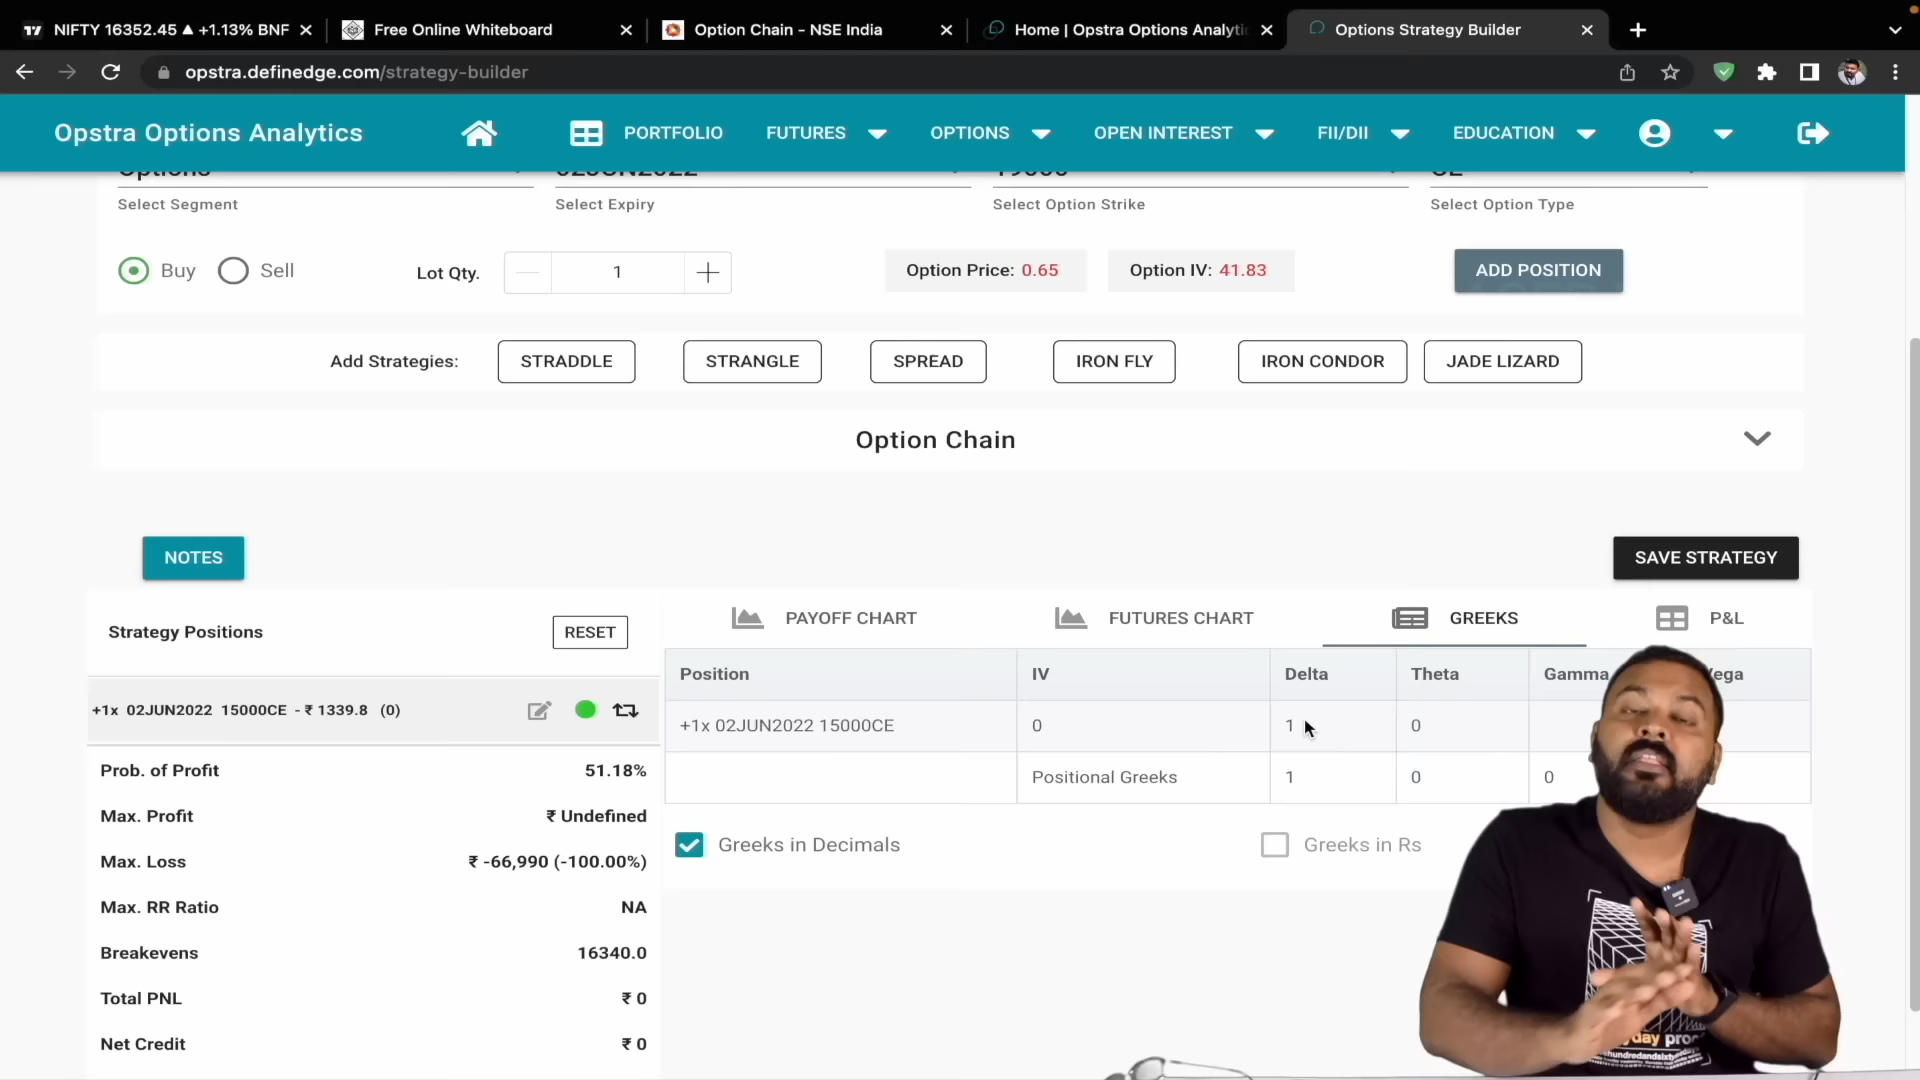 NIFTY 16352.45 ▲ +1.13% BNF
Free Online Whiteboard
Option Chain - NSE India
Home | Opstra Options Analytic
Options Strategy Builder
opstra.definedge.com/strategy-builder
Opstra Options Analytics
PORTFOLIO
FUTURES
OPTIONS
OPEN INTEREST
FII/DII
EDUCATION
Options
02JUN2022
19000
CE
Select Segment
Select Expiry
Select Option Strike
Select Option Type
Buy
Sell
Lot Qty.
1
Option Price: 0.65
Option IV: 41.83
ADD POSITION
Add Strategies:
STRADDLE
STRANGLE
SPREAD
IRON FLY
IRON CONDOR
JADE LIZARD
Option Chain
NOTES
SAVE STRATEGY
Strategy Positions
RESET
PAYOFF CHART
FUTURES CHART
GREEKS
P&L
Position IV Delta Theta Gamma Vega
+1x 02JUN2022 15000CE - ₹ 1339.8 (0)
+1x 02JUN2022 15000CE 0 1 0
Positional Greeks 1 0 0
Prob. of Profit 51.18%
Max. Profit ₹ Undefined
Max. Loss ₹ -66,990 (-100.00%)
Max. RR Ratio NA
Breakevens 16340.0
Total PNL ₹ 0
Net Credit ₹ 0
Greeks in Decimals
Greeks in Rs